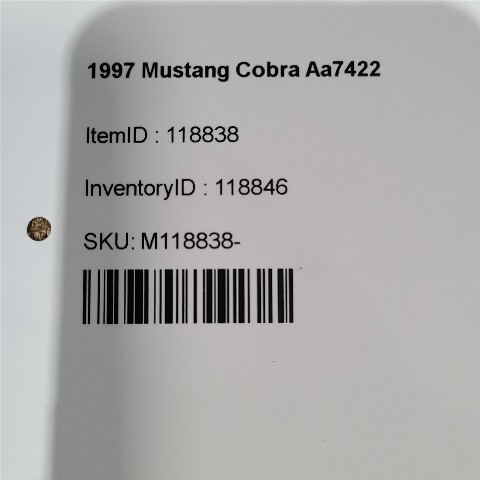 1997 Mustang Cobra Aa7422
ItemID : 118838
InventoryID : 118846
SKU: M118838-